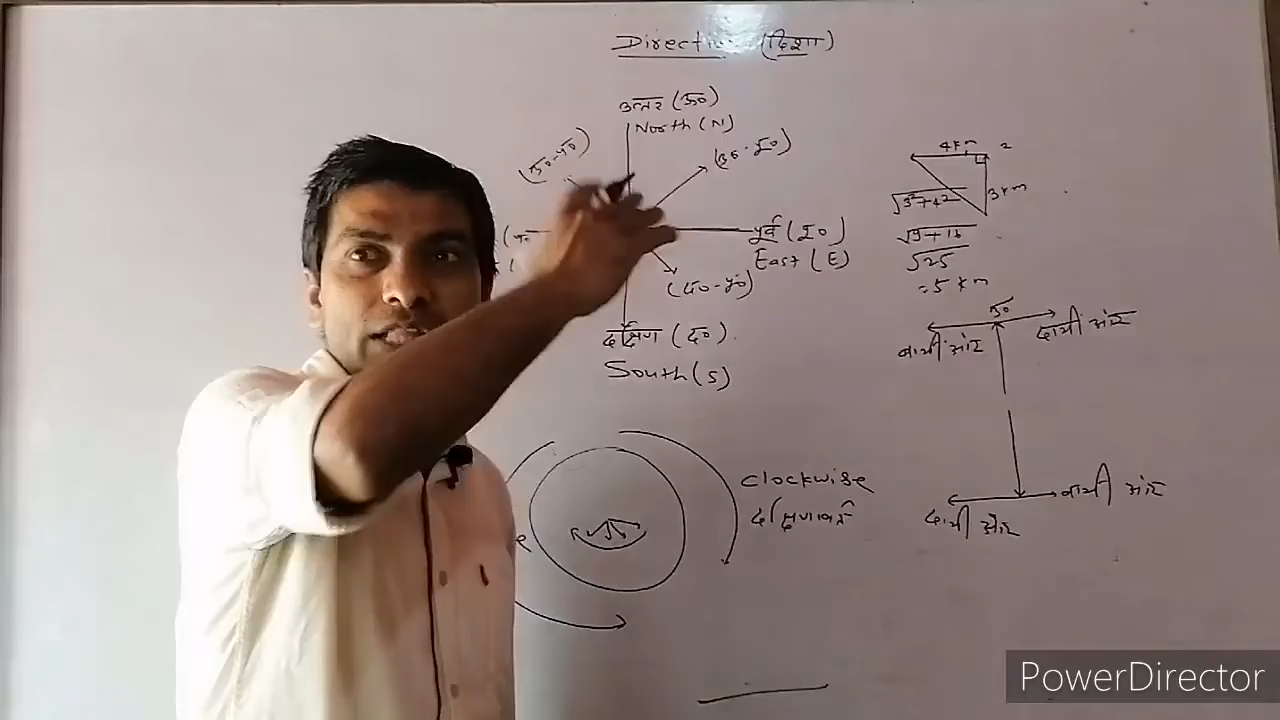 Direction (दिशा)
उत्तर (उ०)
North (N)
(उ०-पू०)
(उ०-प०)
पूर्व (पू०)
East (E)
(द०-पू०)
दक्षिण (द०)
South (S)
4 km
2
3 km
√3²+4²
√9+16
√25
=5 km
उ०
बायी ओर
दायी ओर
बायी ओर
दायी ओर
clockwise
दक्षिणावर्त
PowerDirector